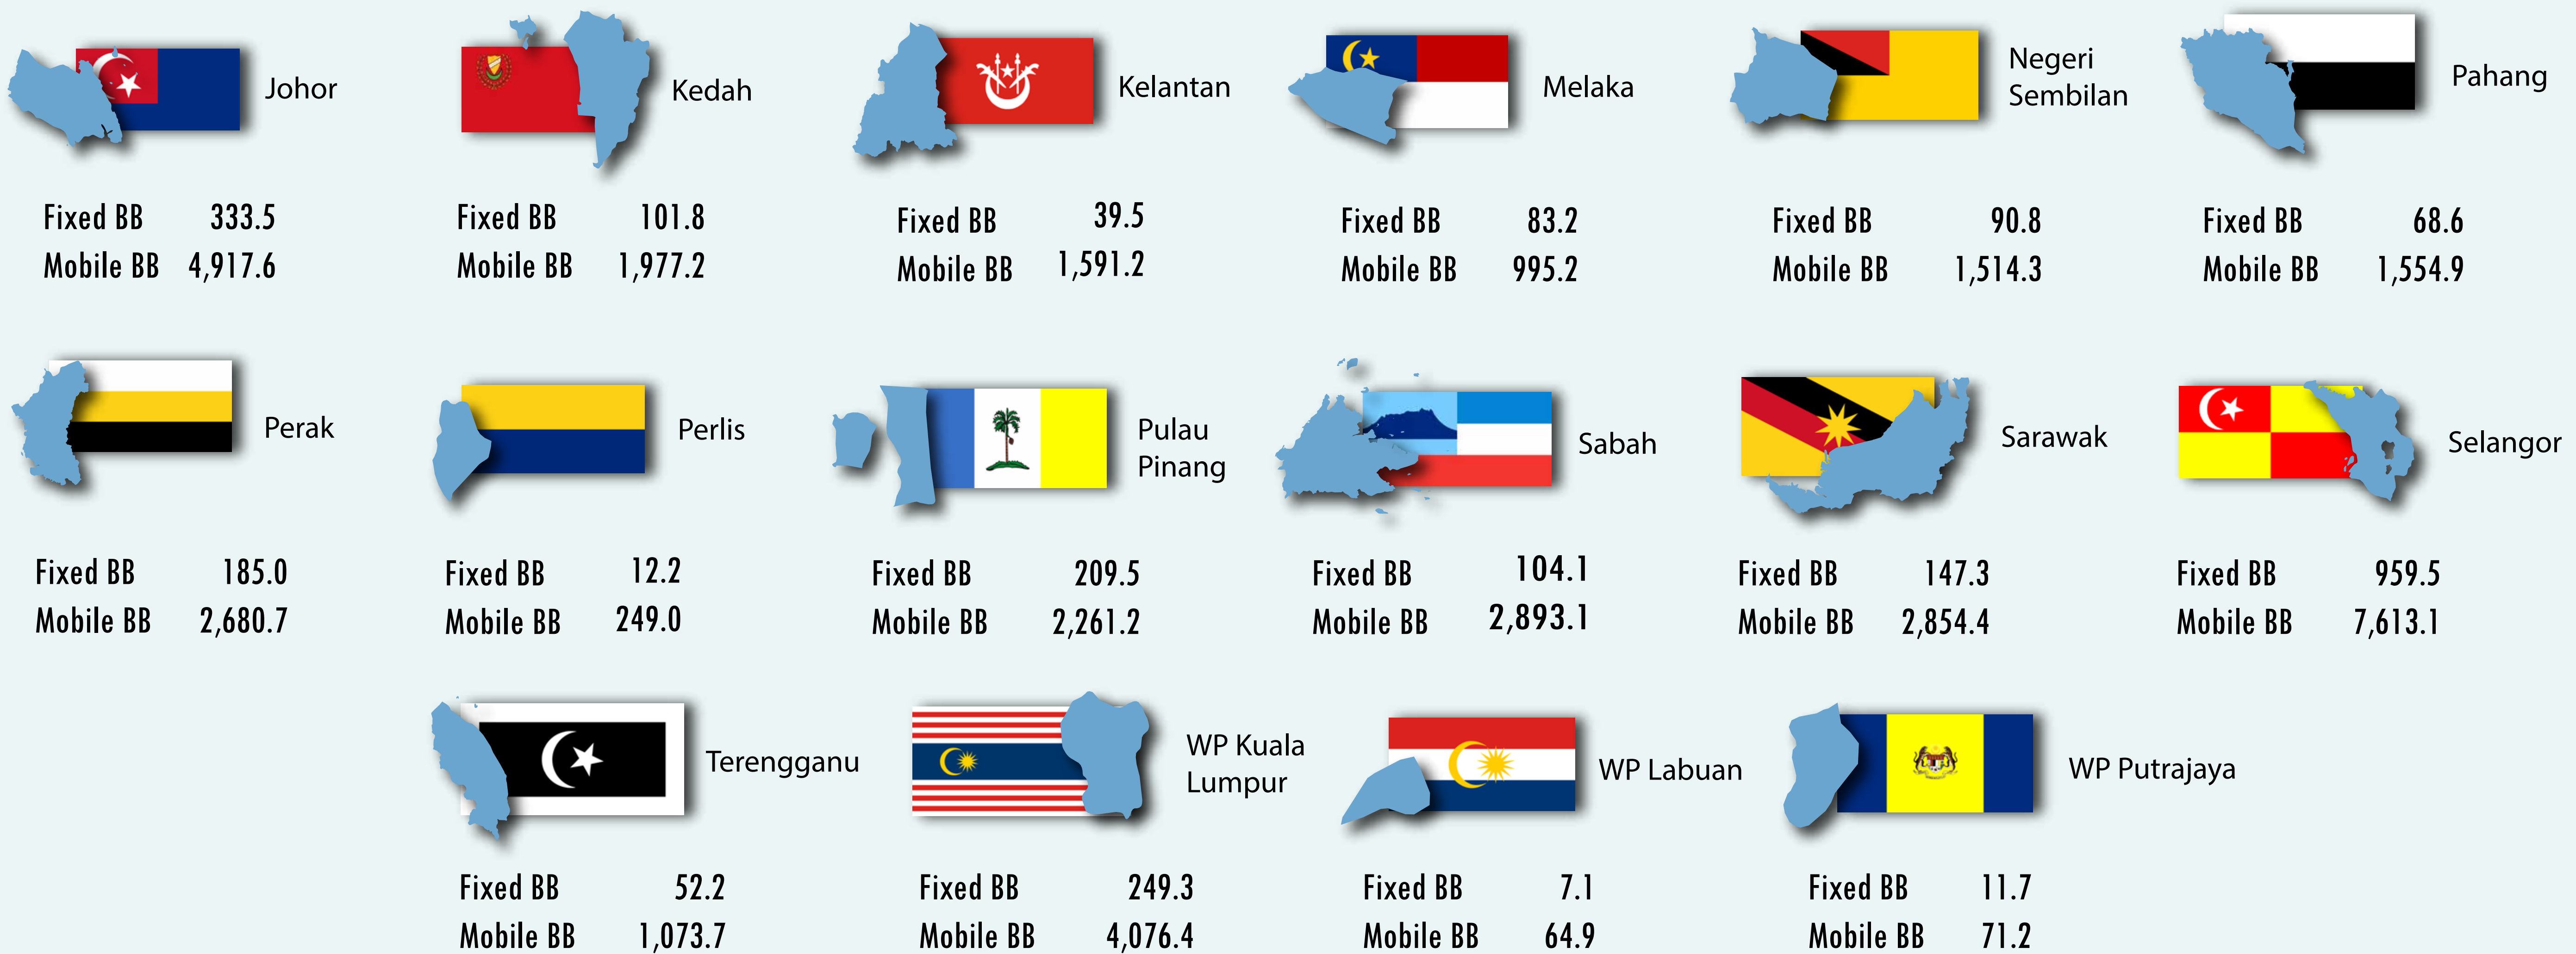 Johor
Fixed BB 333.5
Mobile BB 4,917.6
Kedah
Fixed BB 101.8
Mobile BB 1,977.2
Kelantan
Fixed BB 39.5
Mobile BB 1,591.2
Melaka
Fixed BB 83.2
Mobile BB 995.2
Negeri
Sembilan
Fixed BB 90.8
Mobile BB 1,514.3
Pahang
Fixed BB 68.6
Mobile BB 1,554.9
Perak
Fixed BB 185.0
Mobile BB 2,680.7
Perlis
Fixed BB 12.2
Mobile BB 249.0
Pulau
Pinang
Fixed BB 209.5
Mobile BB 2,261.2
Sabah
Fixed BB 104.1
Mobile BB 2,893.1
Sarawak
Fixed BB 147.3
Mobile BB 2,854.4
Selangor
Fixed BB 959.5
Mobile BB 7,613.1
Terengganu
Fixed BB 52.2
Mobile BB 1,073.7
WP Kuala
Lumpur
Fixed BB 249.3
Mobile BB 4,076.4
WP Labuan
Fixed BB 7.1
Mobile BB 64.9
WP Putrajaya
Fixed BB 11.7
Mobile BB 71.2